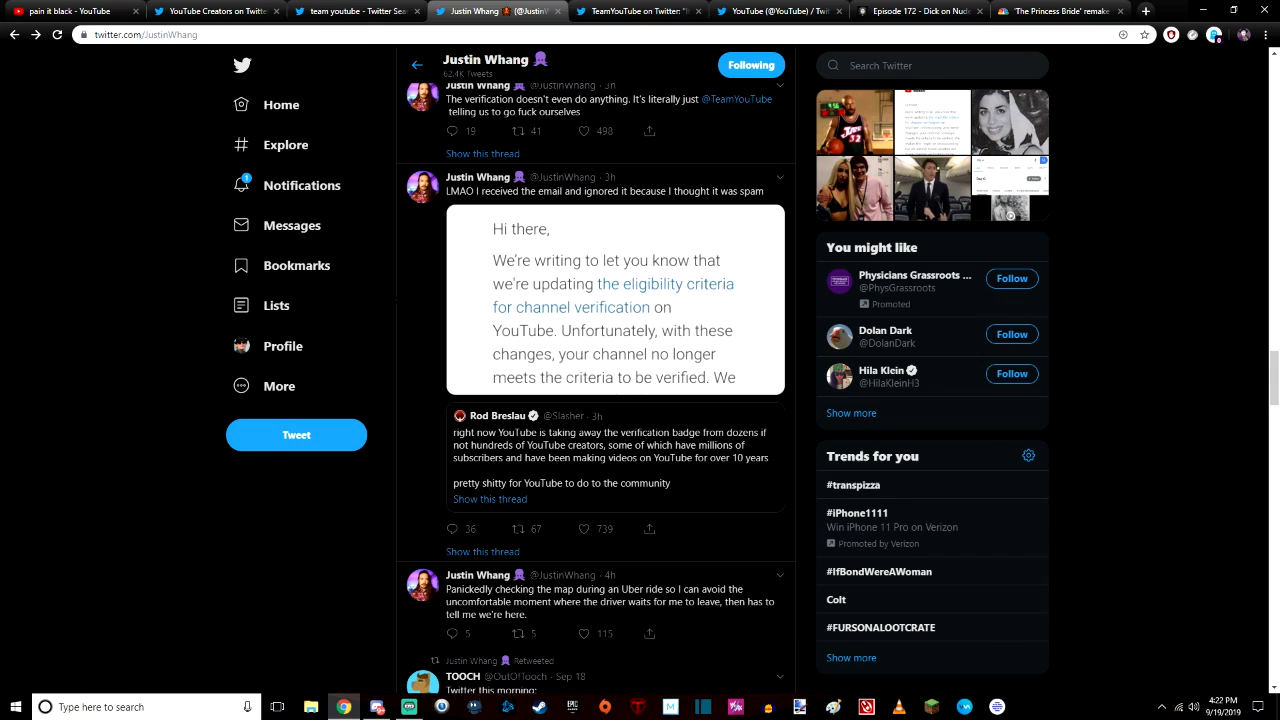 pain it black - YouTube
YouTube Creators on Twitter
team youtube - Twitter Sea
Justin Whang (@JustinW
TeamYouTube on Twitter: "
YouTube (@YouTube) / Twi
Episode 172 - Dick on Nud
'The Princess Bride' remake
twitter.com/JustinWhang
Home
Explore
Notifications
1
Messages
Bookmarks
Lists
Profile
More
Tweet
Justin Whang
62.4K Tweets
Following
Justin Whang @JustinWhang · 3h
The verification doesn't even do anything. It's literally just @TeamYouTube
telling us to go fuck ourselves
19 41 498
Show this thread
Justin Whang @JustinWhang · 3h
LMAO I received the email and ignored it because I thought it was spam
Hi there,
We're writing to let you know that
we're updating the eligibility criteria
for channel verification on
YouTube. Unfortunately, with these
changes, your channel no longer
meets the criteria to be verified. We
Rod Breslau @Slasher · 3h
right now YouTube is taking away the verification badge from dozens if
not hundreds of YouTube creators, some of which have millions of
subscribers and have been making videos on YouTube for over 10 years
pretty shitty for YouTube to do to the community
Show this thread
36 67 739
Show this thread
Justin Whang @JustinWhang · 4h
Panickedly checking the map during an Uber ride so I can avoid the
uncomfortable moment where the driver waits for me to leave, then has to
tell me we're here.
5 5 115
Justin Whang Retweeted
TOOCH @OutOfTooch · Sep 18
Twitter this morning:
Search Twitter
You might like
Physicians Grassroots ...
@PhysGrassroots
Promoted
Follow
Dolan Dark
@DolanDark
Follow
Hila Klein
@HilaKleinH3
Follow
Show more
Trends for you
#transpizza
#iPhone1111
Win iPhone 11 Pro on Verizon
Promoted by Verizon
#IfBondWereAWoman
Colt
#FURSONALOOTCRATE
Show more
Type here to search
4:22 PM
9/19/2019